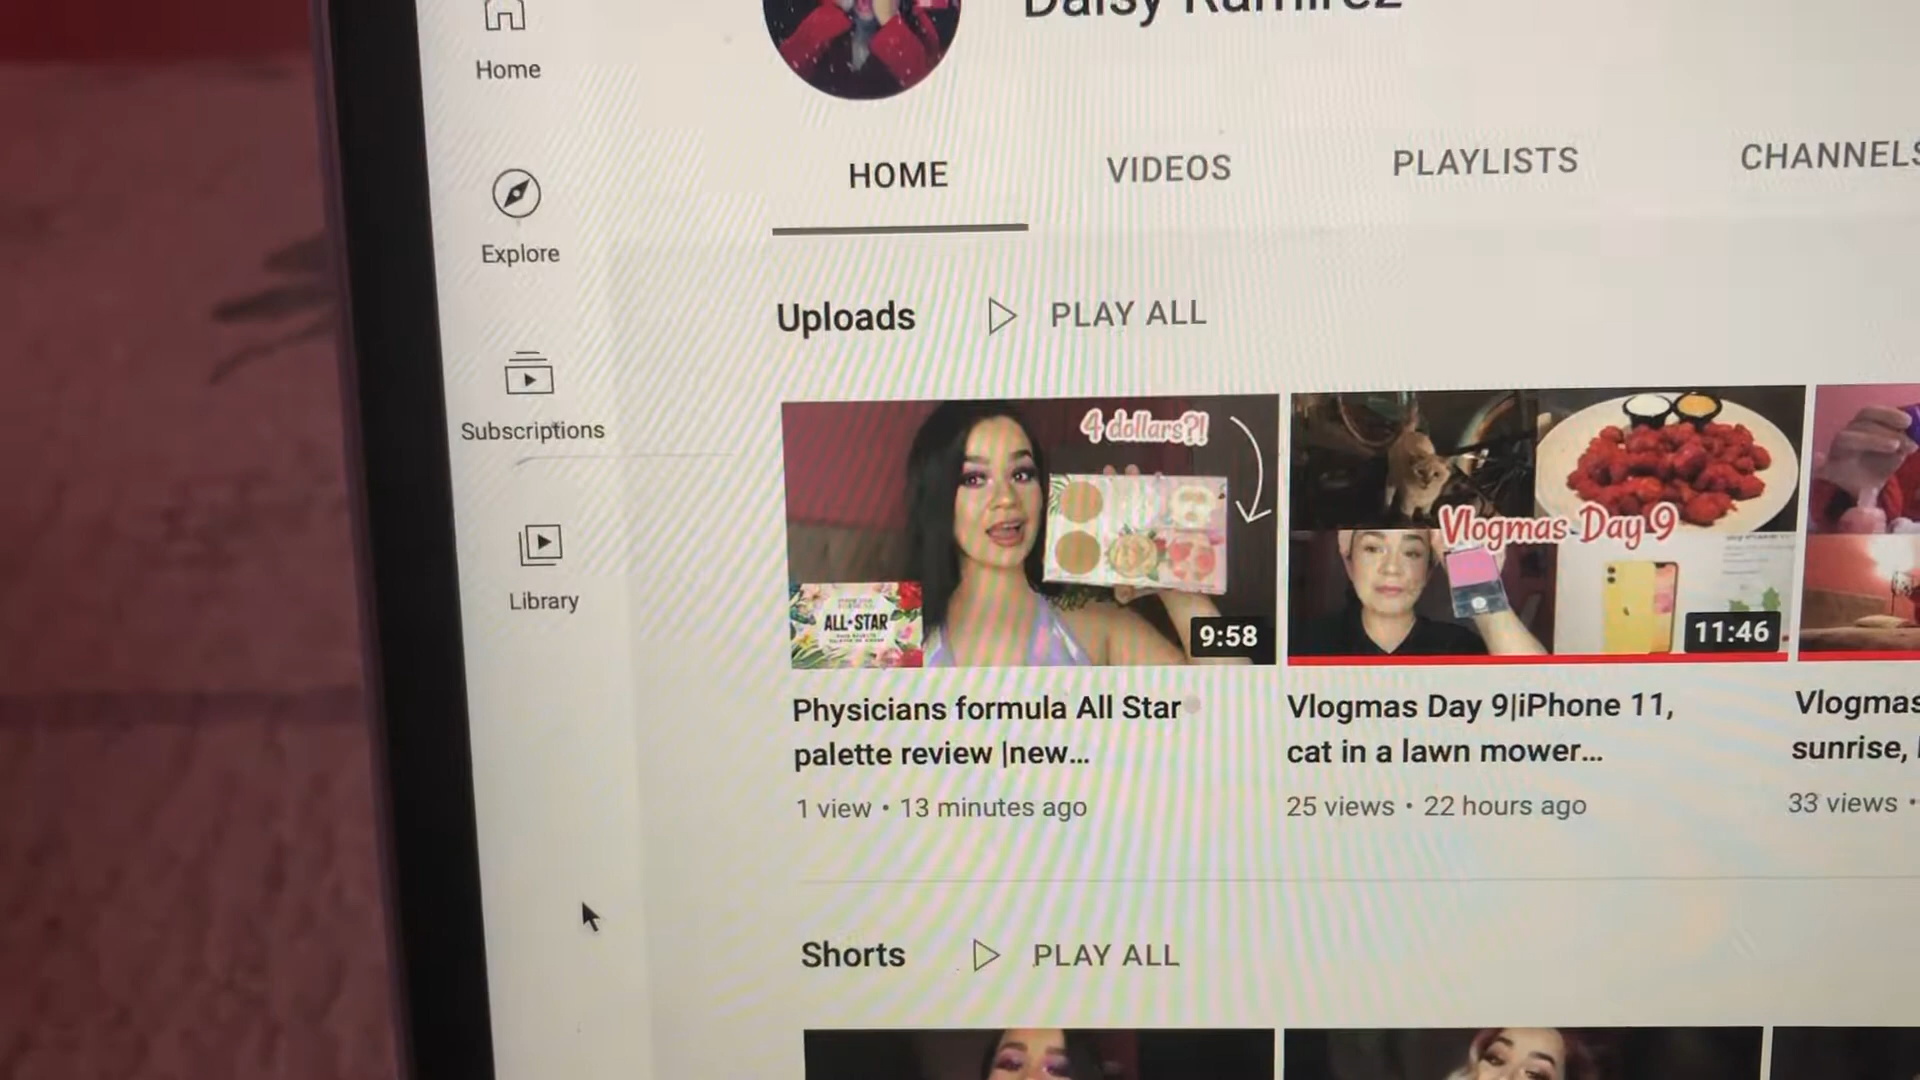 Daisy Ramirez
Home
HOME
VIDEOS
PLAYLISTS
CHANNELS
Explore
Uploads
PLAY ALL
Subscriptions
4 dollars?!
ALL-STAR
9:58
Vlogmas Day 9
11:46
Library
Physicians formula All Star
palette review |new...
1 view • 13 minutes ago
Vlogmas Day 9|iPhone 11,
cat in a lawn mower...
25 views • 22 hours ago
Vlogmas
sunrise,
33 views •
Shorts
PLAY ALL